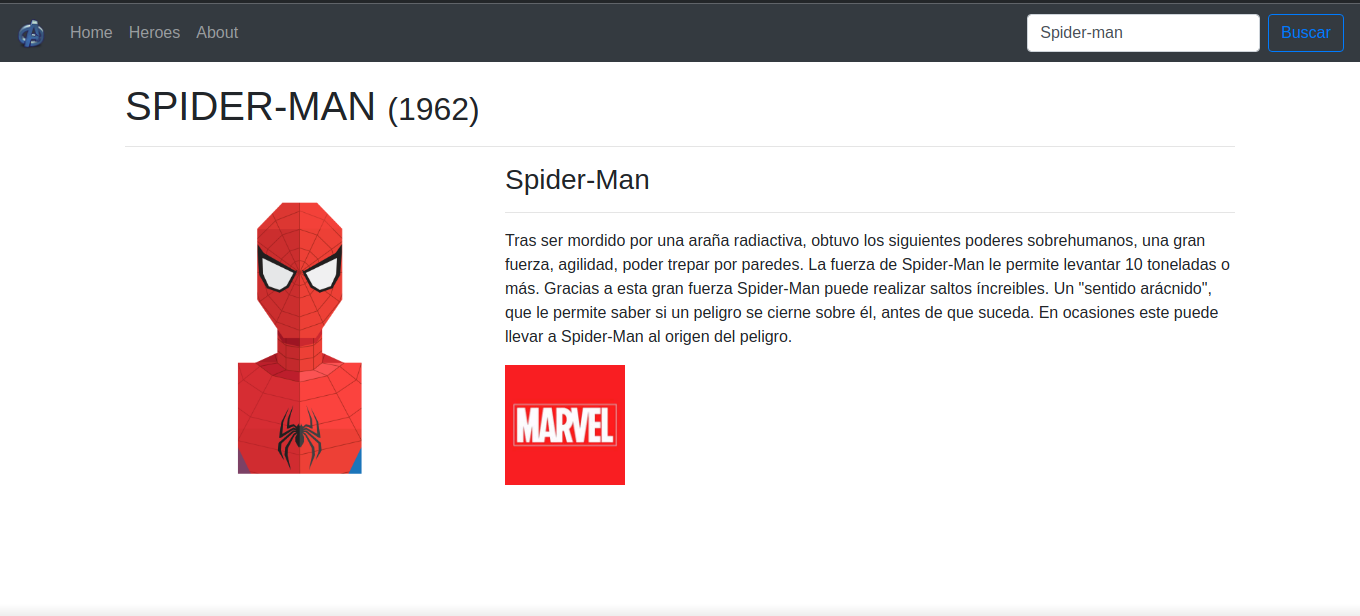 Home Heroes About Spider-man Buscar
SPIDER-MAN (1962)
Spider-Man
Tras ser mordido por una araña radiactiva, obtuvo los siguientes poderes sobrehumanos, una gran
fuerza, agilidad, poder trepar por paredes. La fuerza de Spider-Man le permite levantar 10 toneladas o
más. Gracias a esta gran fuerza Spider-Man puede realizar saltos íncreibles. Un "sentido arácnido",
que le permite saber si un peligro se cierne sobre él, antes de que suceda. En ocasiones este puede
llevar a Spider-Man al origen del peligro.
MARVEL